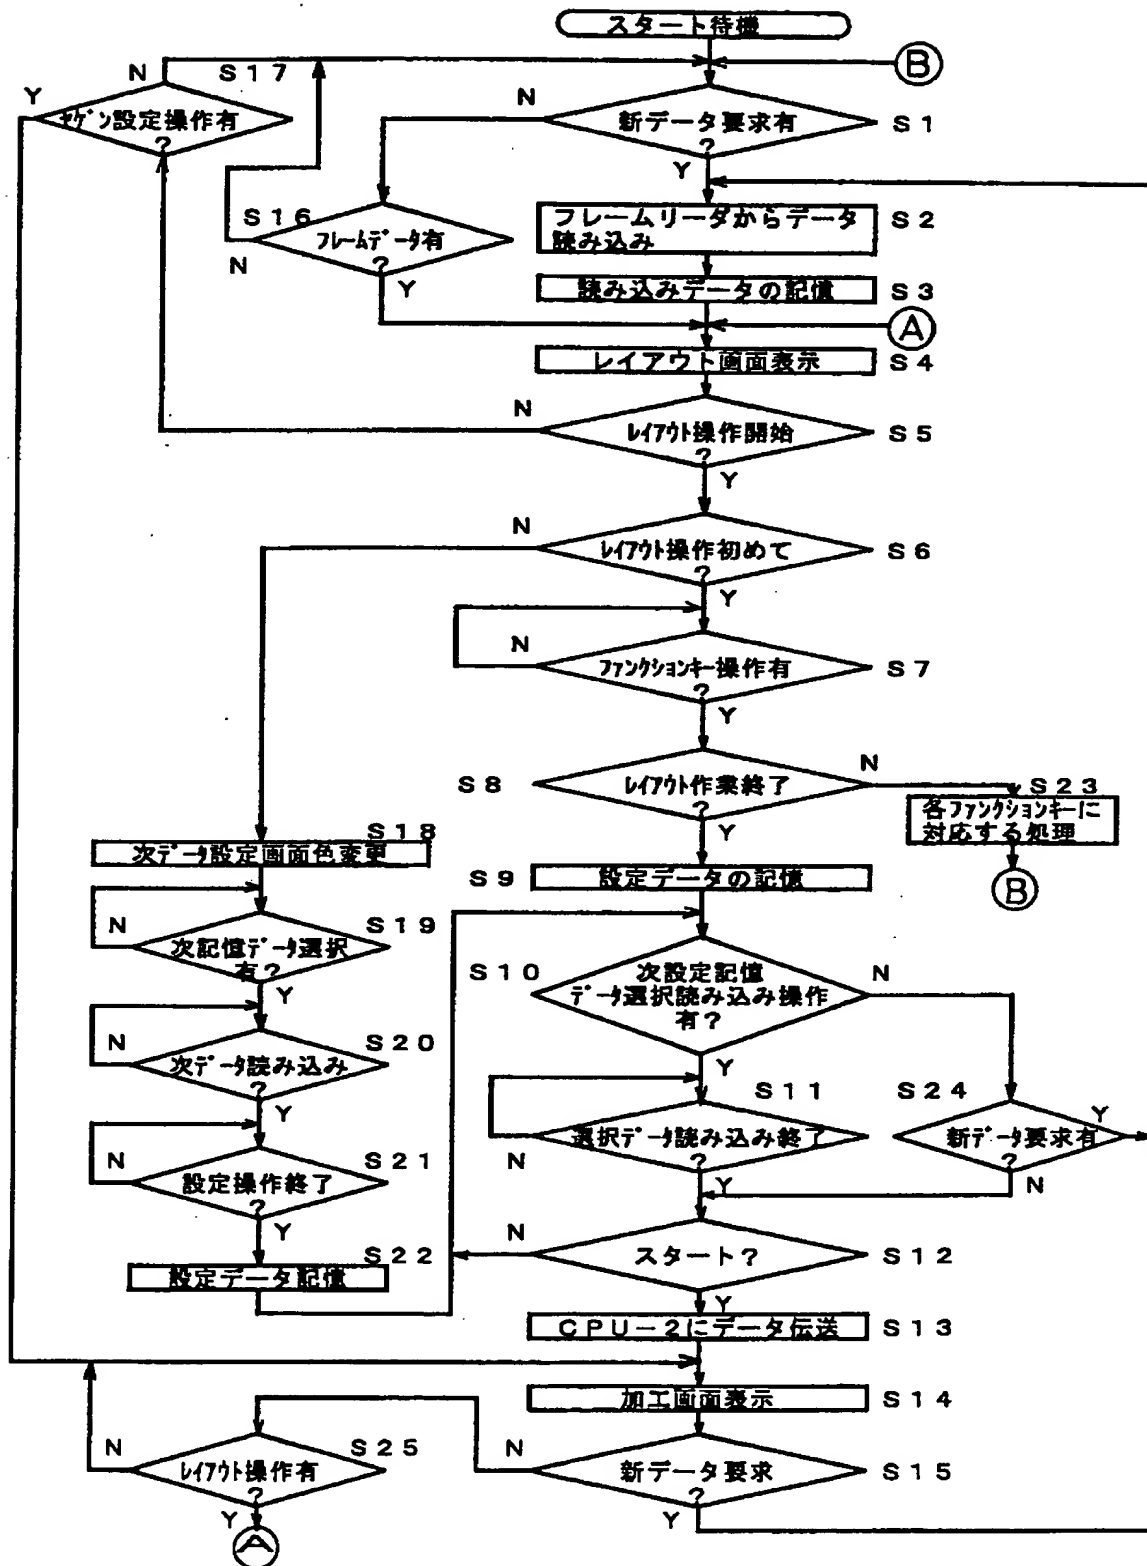 スタート待機
B
N
S17
Y
セゲン設定操作有
?
N
新データ要求有
?
S1
Y
S16
フレームデータ有
?
N
Y
フレームリーダからデータ
読み込み
S2
読み込みデータの記憶
S3
A
レイアウト画面表示
S4
N
レイアウト操作開始
?
S5
Y
N
レイアウト操作初めて
?
S6
Y
N
ファンクションキー操作有
?
S7
Y
S8
レイアウト作業終了
?
N
Y
S23
各ファンクションキーに
対応する処理
B
S18
次データ設定画面色変更
S9
設定データの記憶
N
S19
次記憶データ選択
有?
Y
S10
次設定記憶
データ選択読み込み操作
有?
N
Y
N
S20
次データ読み込み
?
Y
S11
選択データ読み込み終了
?
N
Y
S24
新データ要求有
?
Y
N
N
S21
設定操作終了
?
Y
N
スタート?
S12
Y
S22
設定データ記憶
CPU-2にデータ伝送
S13
加工画面表示
S14
N
S25
レイアウト操作有
?
Y
A
N
新データ要求
?
S15
Y